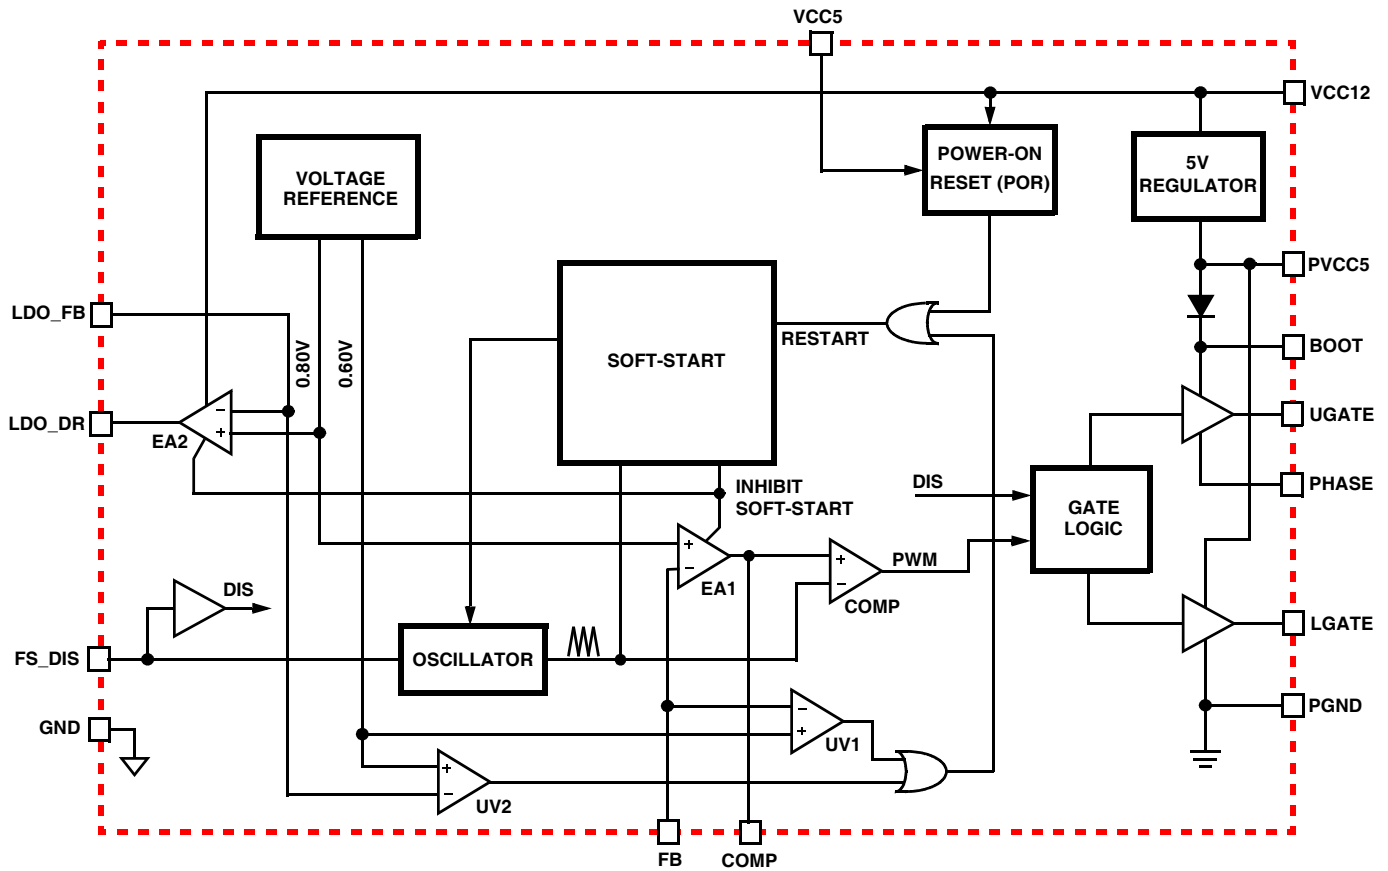 VCC5
VCC12
POWER-ON
RESET (POR)
5V
REGULATOR
VOLTAGE
REFERENCE
PVCC5
LDO_FB
0.80V
0.60V
SOFT-START
RESTART
BOOT
LDO_DR
−
+
EA2
UGATE
PHASE
INHIBIT
SOFT-START
DIS
GATE
LOGIC
+
−
EA1
+
−
COMP
PWM
DIS
LGATE
FS_DIS
OSCILLATOR
GND
−
+
UV1
PGND
+
−
UV2
FB
COMP